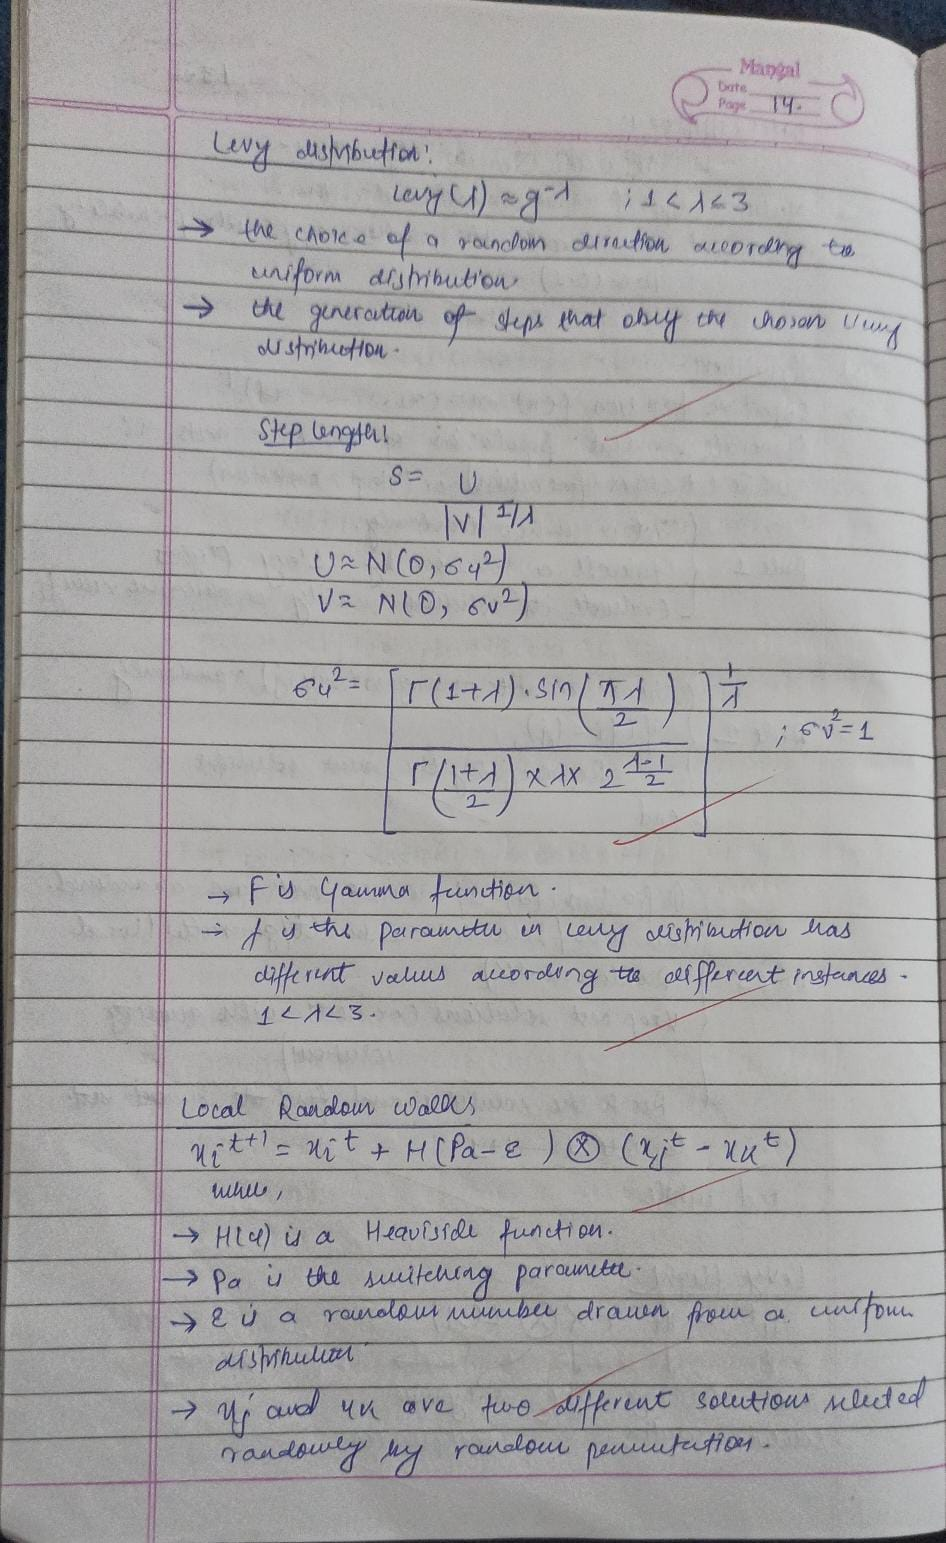 Mangal
Date
Page 14.
Levy distribution:
Levy(λ) ≈ g^-λ ; 1 < λ < 3
→ the choice of a random direction according to
uniform distribution
→ the generation of steps that obey the chosen levy
distribution.
Step length:
S = U
|V| ^1/λ
U ≈ N(0, σu²)
V ≈ N(0, σv²)
σu² = [ Γ(1+λ) . sin(πλ/2) / Γ(1+λ/2) × λ × 2^(λ-1/2) ]^1/λ ; σv² = 1
→ Γ is Gamma function.
→ λ is the parameter in levy distribution has
different values according to different instances.
1 < λ < 3.
Local Random Walks
xi^t+1 = xi^t + H(Pa - ε) ⊗ (xj^t - xk^t)
where,
→ H(u) is a Heaviside function.
→ Pa is the switching parameter.
→ ε is a random number drawn from a uniform
distribution
→ xj and xk are two different solutions selected
randomly by random permutation.